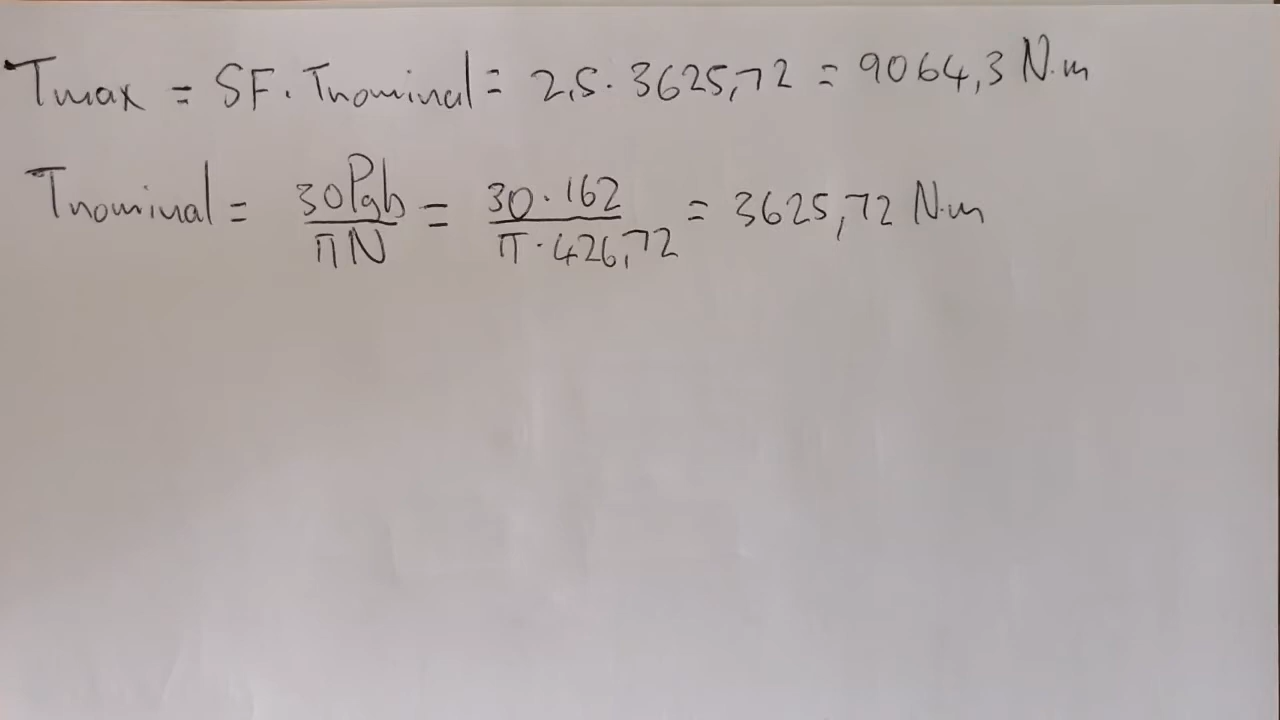 Tmax = SF. Tnominal = 2,5. 3625,72 = 9064,3 N.m
Tnominal = 30Pgb/πN = 30.162/π.426,72 = 3625,72 N.m